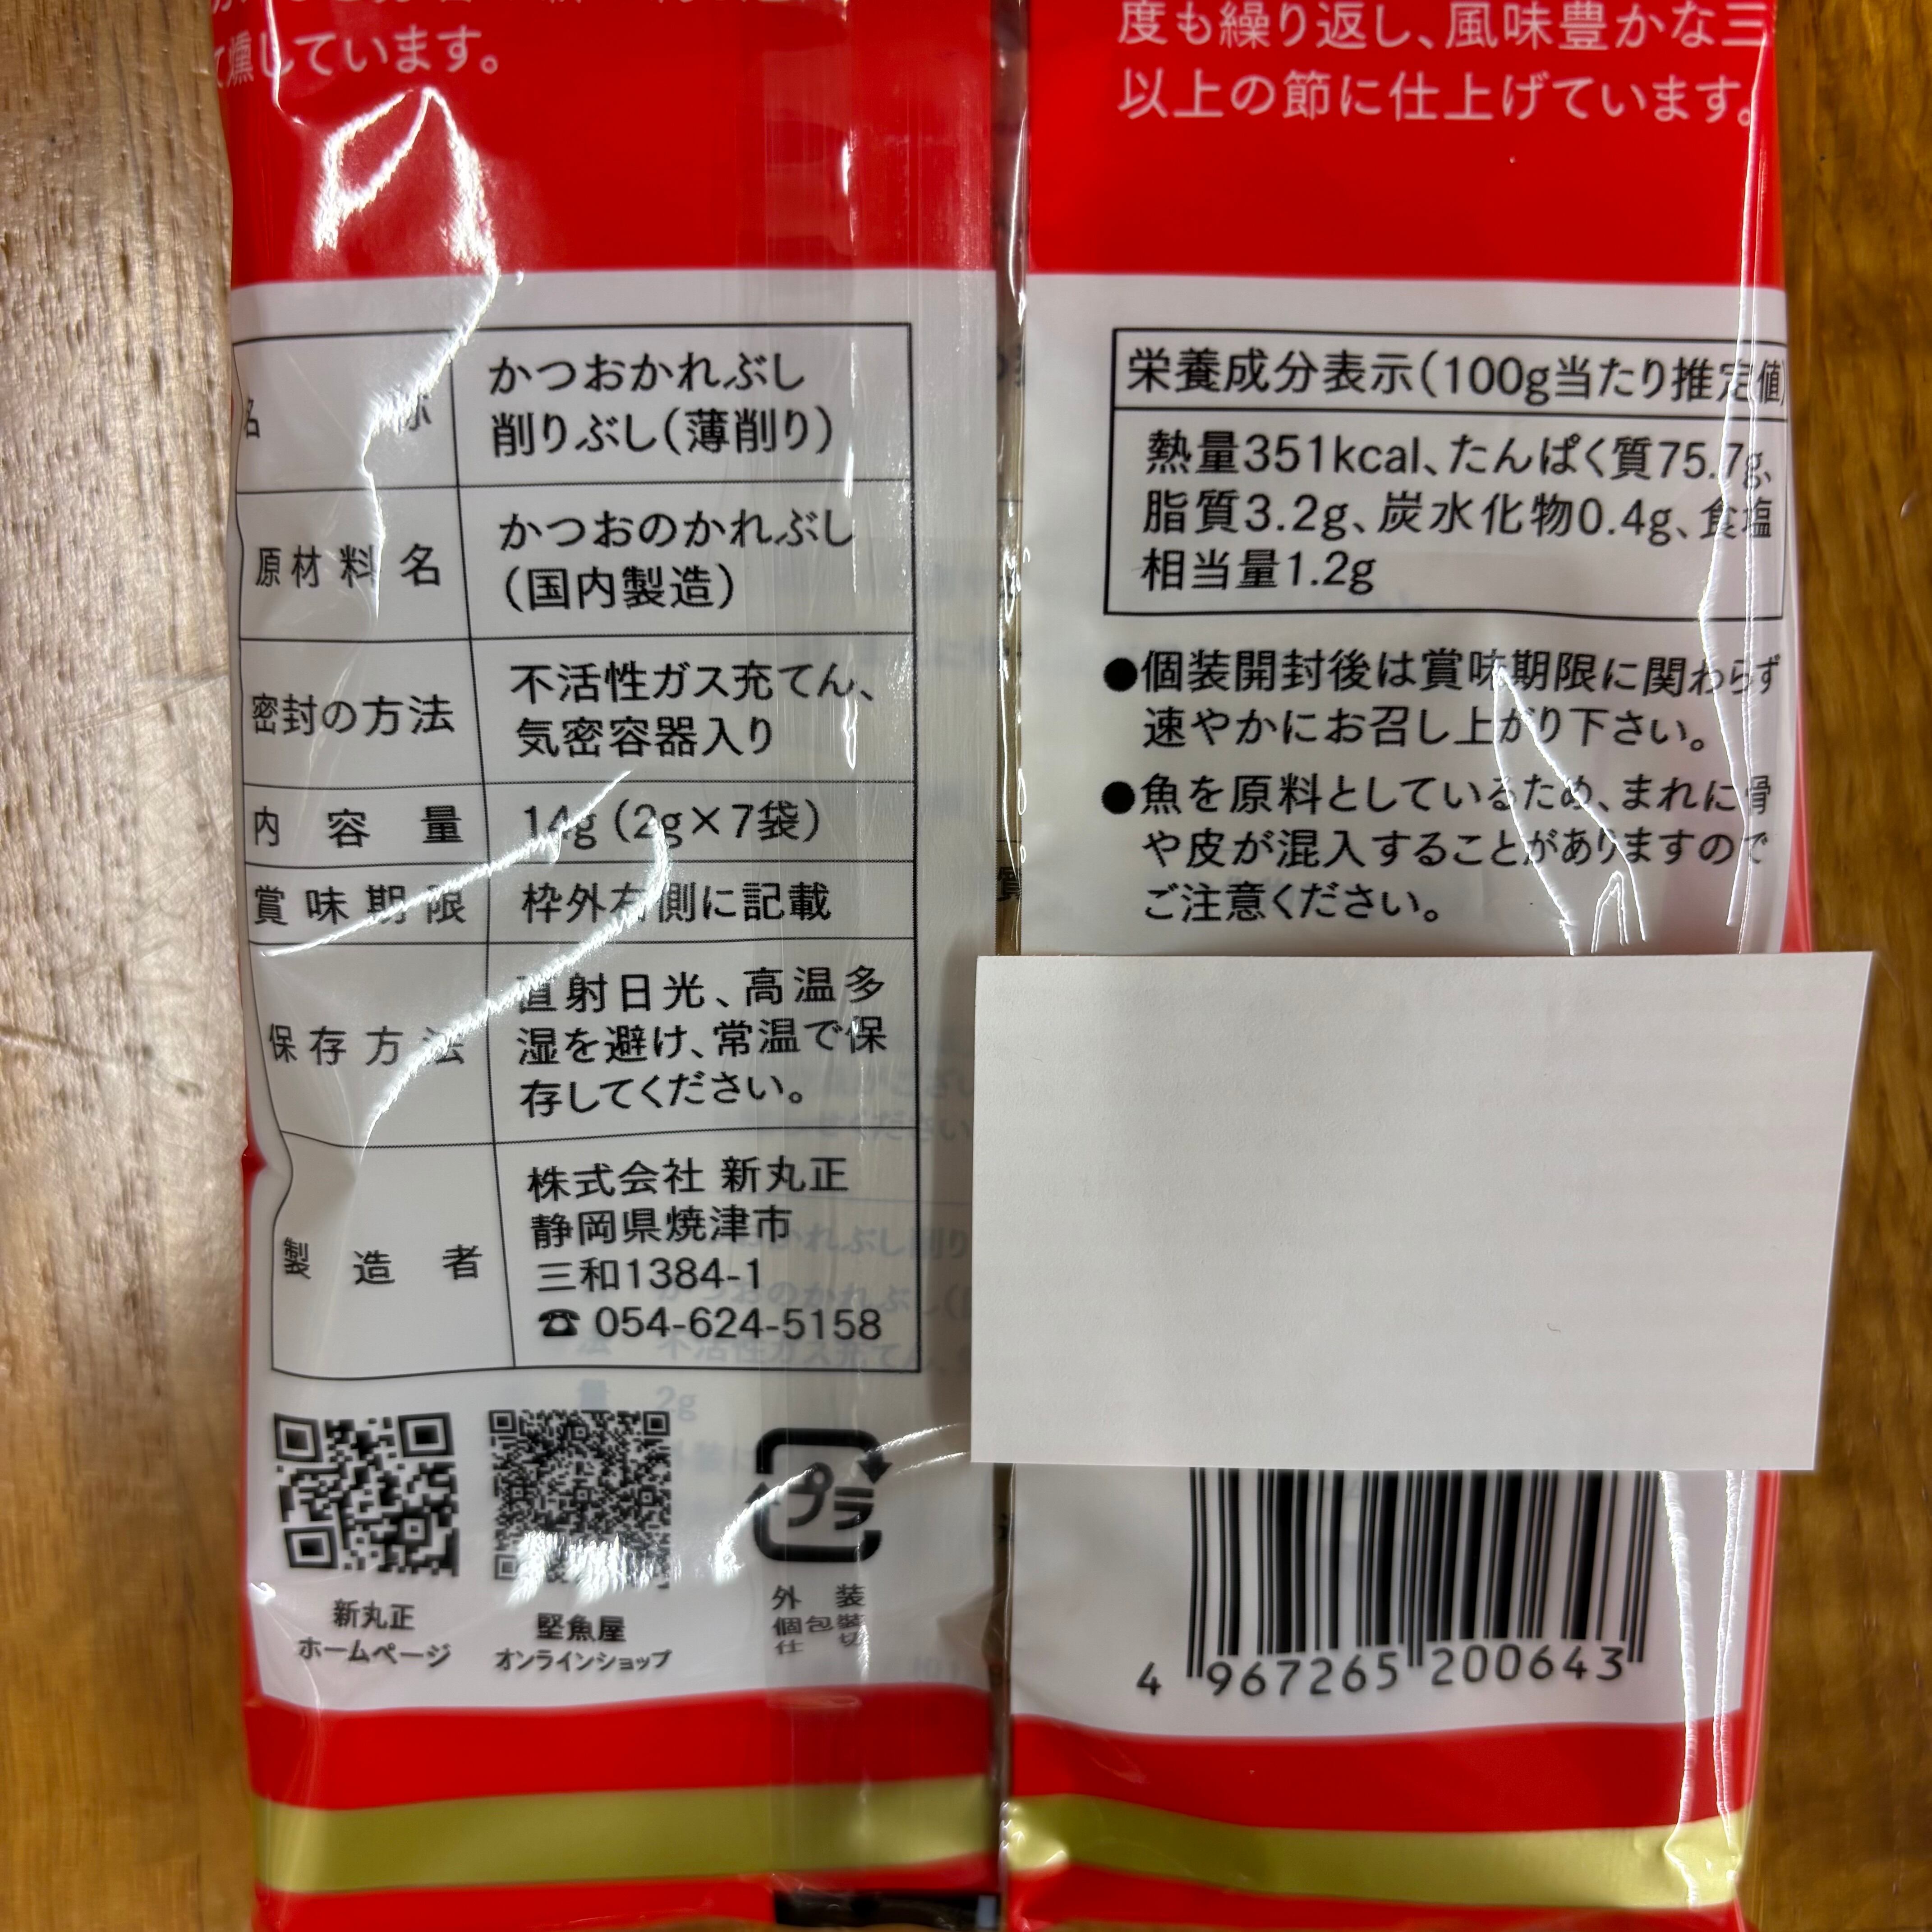 て燻しています。
度も繰り返し、風味豊かな三
以上の節に仕上げています。
名 称
かつおかれぶし
削りぶし(薄削り)
原材料名
かつおのかれぶし
(国内製造)
密封の方法
不活性ガス充てん、
気密容器入り
内容量
14g(2g×7袋)
賞味期限
枠外右側に記載
保存方法
直射日光、高温多
湿を避け、常温で保
存してください。
製造者
株式会社 新丸正
静岡県焼津市
三和1384-1
☎054-624-5158
新丸正
ホームページ
堅魚屋
オンラインショップ
プラ
外 装
個包装
仕 切
栄養成分表示(100g当たり推定値)
熱量351kcal、たんぱく質75.7g、
脂質3.2g、炭水化物0.4g、食塩
相当量1.2g
●個装開封後は賞味期限に関わらず
速やかにお召し上がり下さい。
●魚を原料としているため、まれに骨
や皮が混入することがありますので
ご注意ください。
4 967265 200643